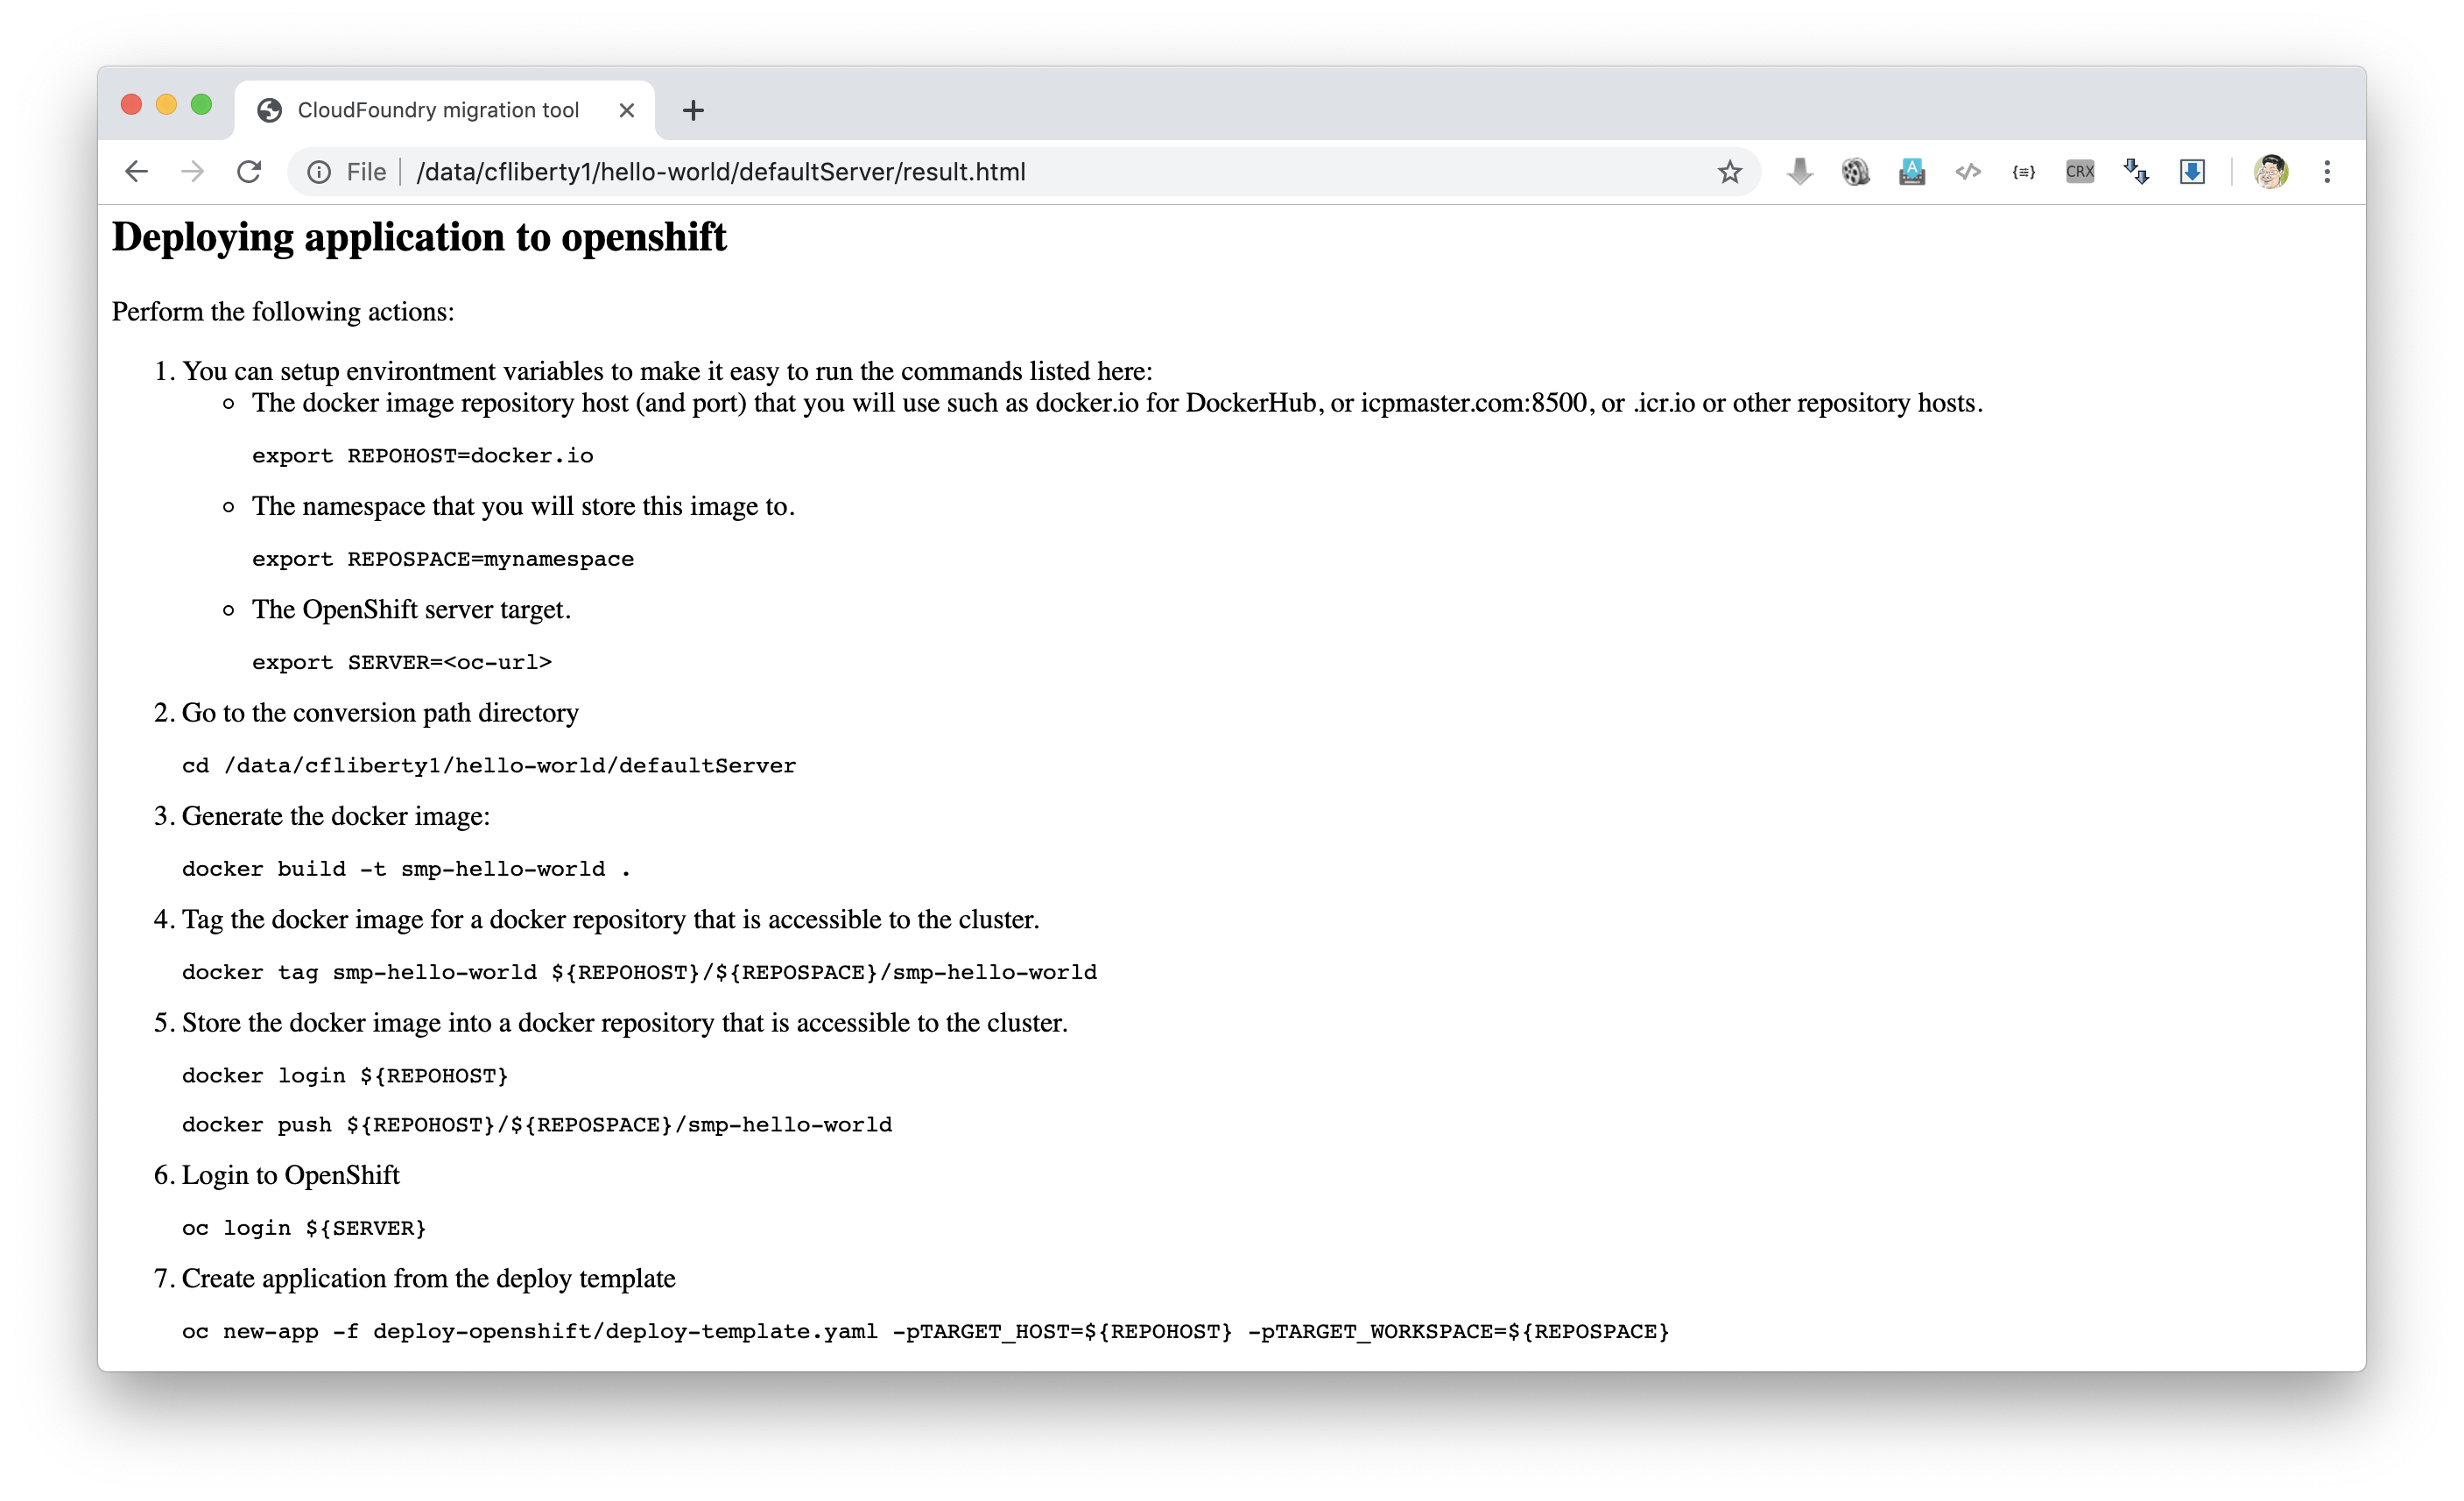 CloudFoundry migration tool
File /data/cfliberty1/hello-world/defaultServer/result.html
A
</>
{≡}
CRX
Deploying application to openshift
Perform the following actions:
1. You can setup environtment variables to make it easy to run the commands listed here:
The docker image repository host (and port) that you will use such as docker.io for DockerHub, or icpmaster.com:8500, or .icr.io or other repository hosts.
export REPOHOST=docker.io
The namespace that you will store this image to.
export REPOSPACE=mynamespace
The OpenShift server target.
export SERVER=<oc-url>
2. Go to the conversion path directory
cd /data/cfliberty1/hello-world/defaultServer
3. Generate the docker image:
docker build -t smp-hello-world .
4. Tag the docker image for a docker repository that is accessible to the cluster.
docker tag smp-hello-world ${REPOHOST}/${REPOSPACE}/smp-hello-world
5. Store the docker image into a docker repository that is accessible to the cluster.
docker login ${REPOHOST}
docker push ${REPOHOST}/${REPOSPACE}/smp-hello-world
6. Login to OpenShift
oc login ${SERVER}
7. Create application from the deploy template
oc new-app -f deploy-openshift/deploy-template.yaml -pTARGET_HOST=${REPOHOST} -pTARGET_WORKSPACE=${REPOSPACE}